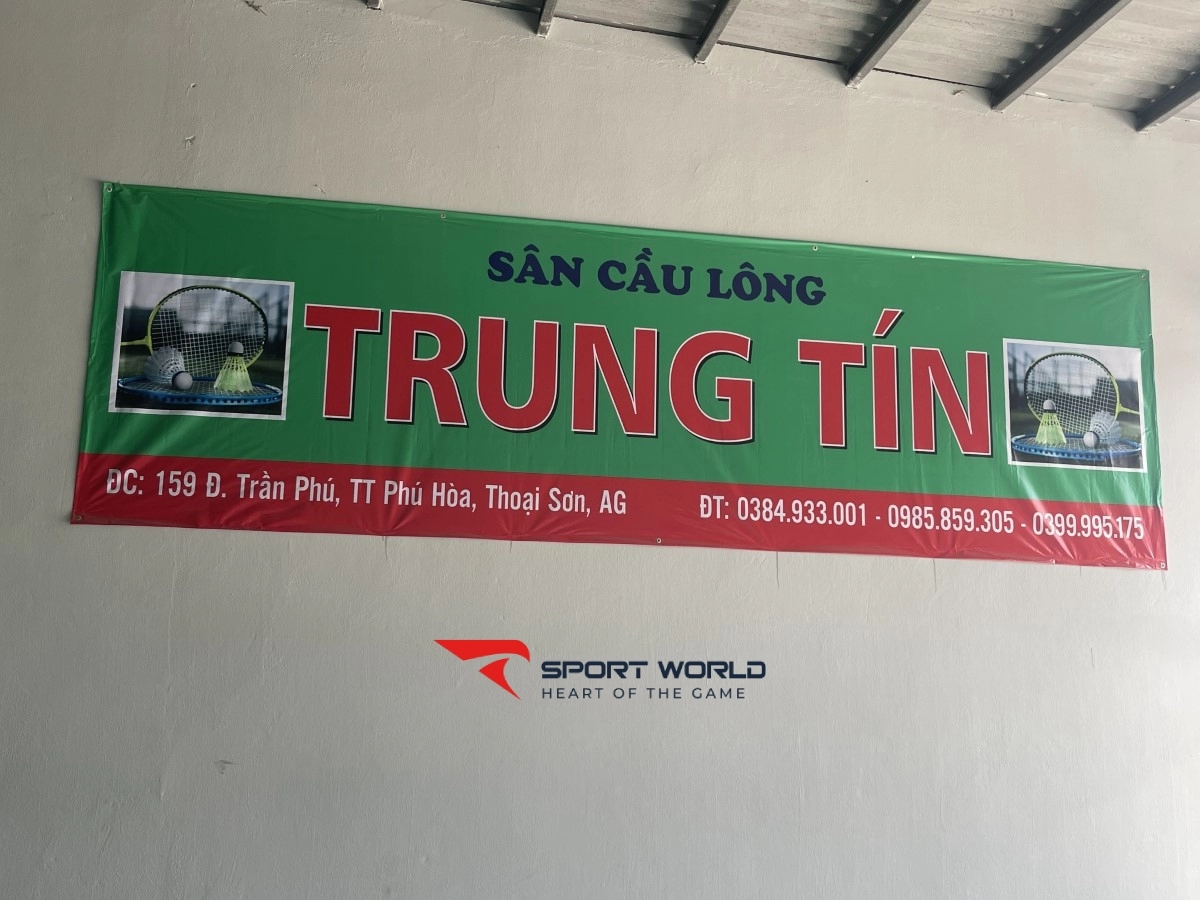 SÂN CẦU LÔNG
TRUNG TÍN
ĐC: 159 Đ. Trần Phú, TT Phú Hòa, Thoại Sơn, AG
ĐT: 0384.933.001 - 0985.859.305 - 0399.995.175
SPORT WORLD
HEART OF THE GAME